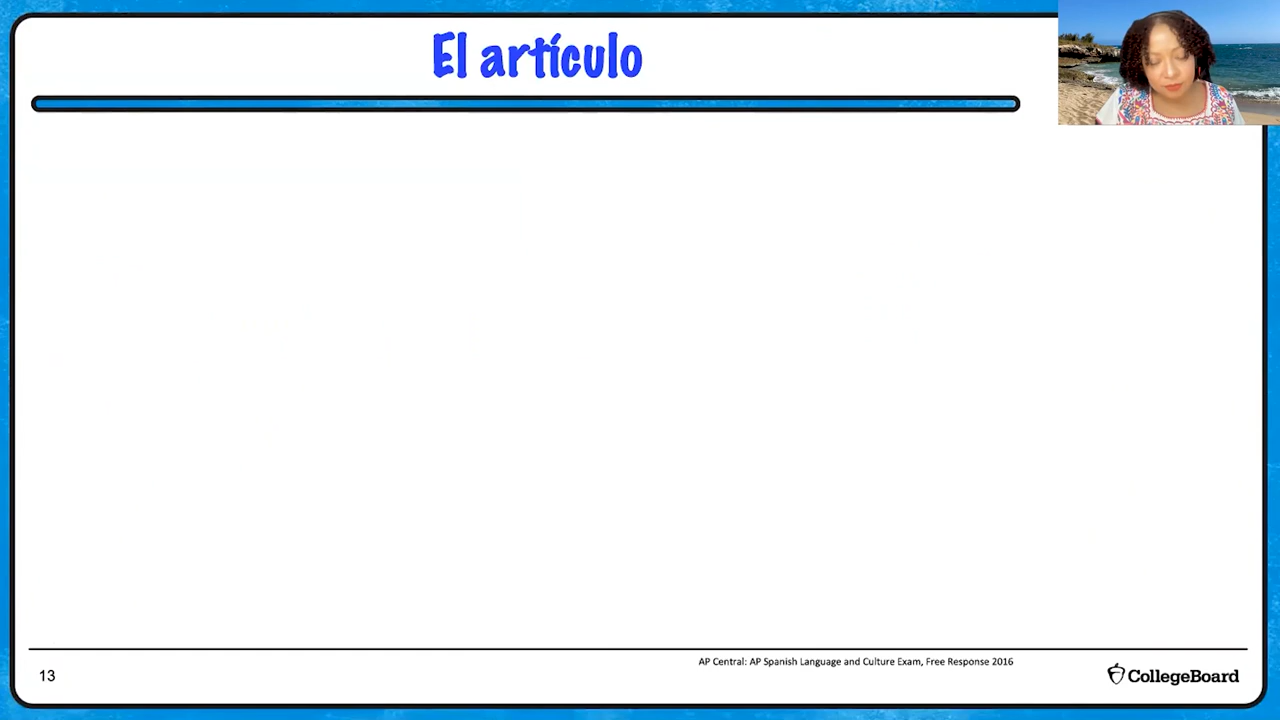 El artículo
AP Central: AP Spanish Language and Culture Exam, Free Response 2016
13
CollegeBoard